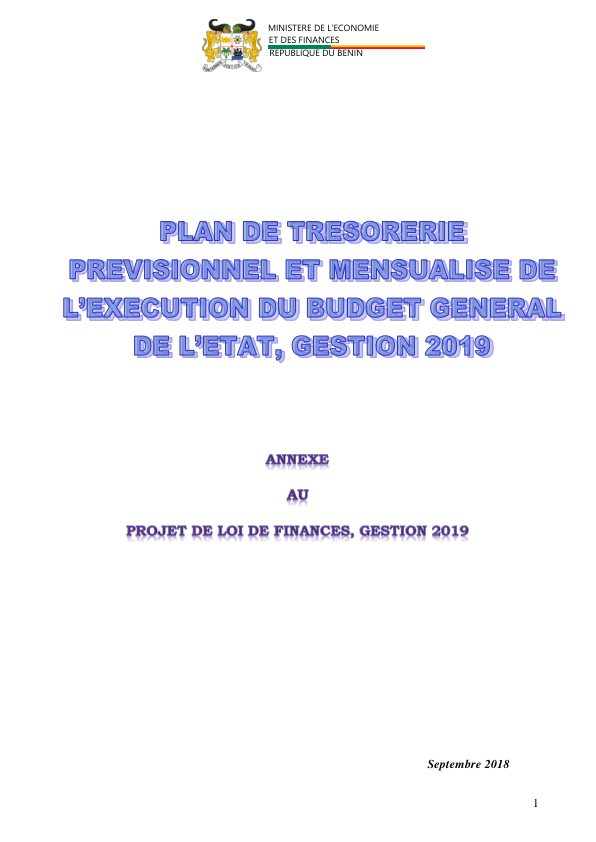 MINISTERE DE L'ECONOMIE
ET DES FINANCES
REPUBLIQUE DU BENIN
PLAN DE TRESORERIE
PREVISIONNEL ET MENSUALISE DE
L'EXECUTION DU BUDGET GENERAL
DE L'ETAT, GESTION 2019
ANNEXE
AU
PROJET DE LOI DE FINANCES, GESTION 2019
Septembre 2018
1